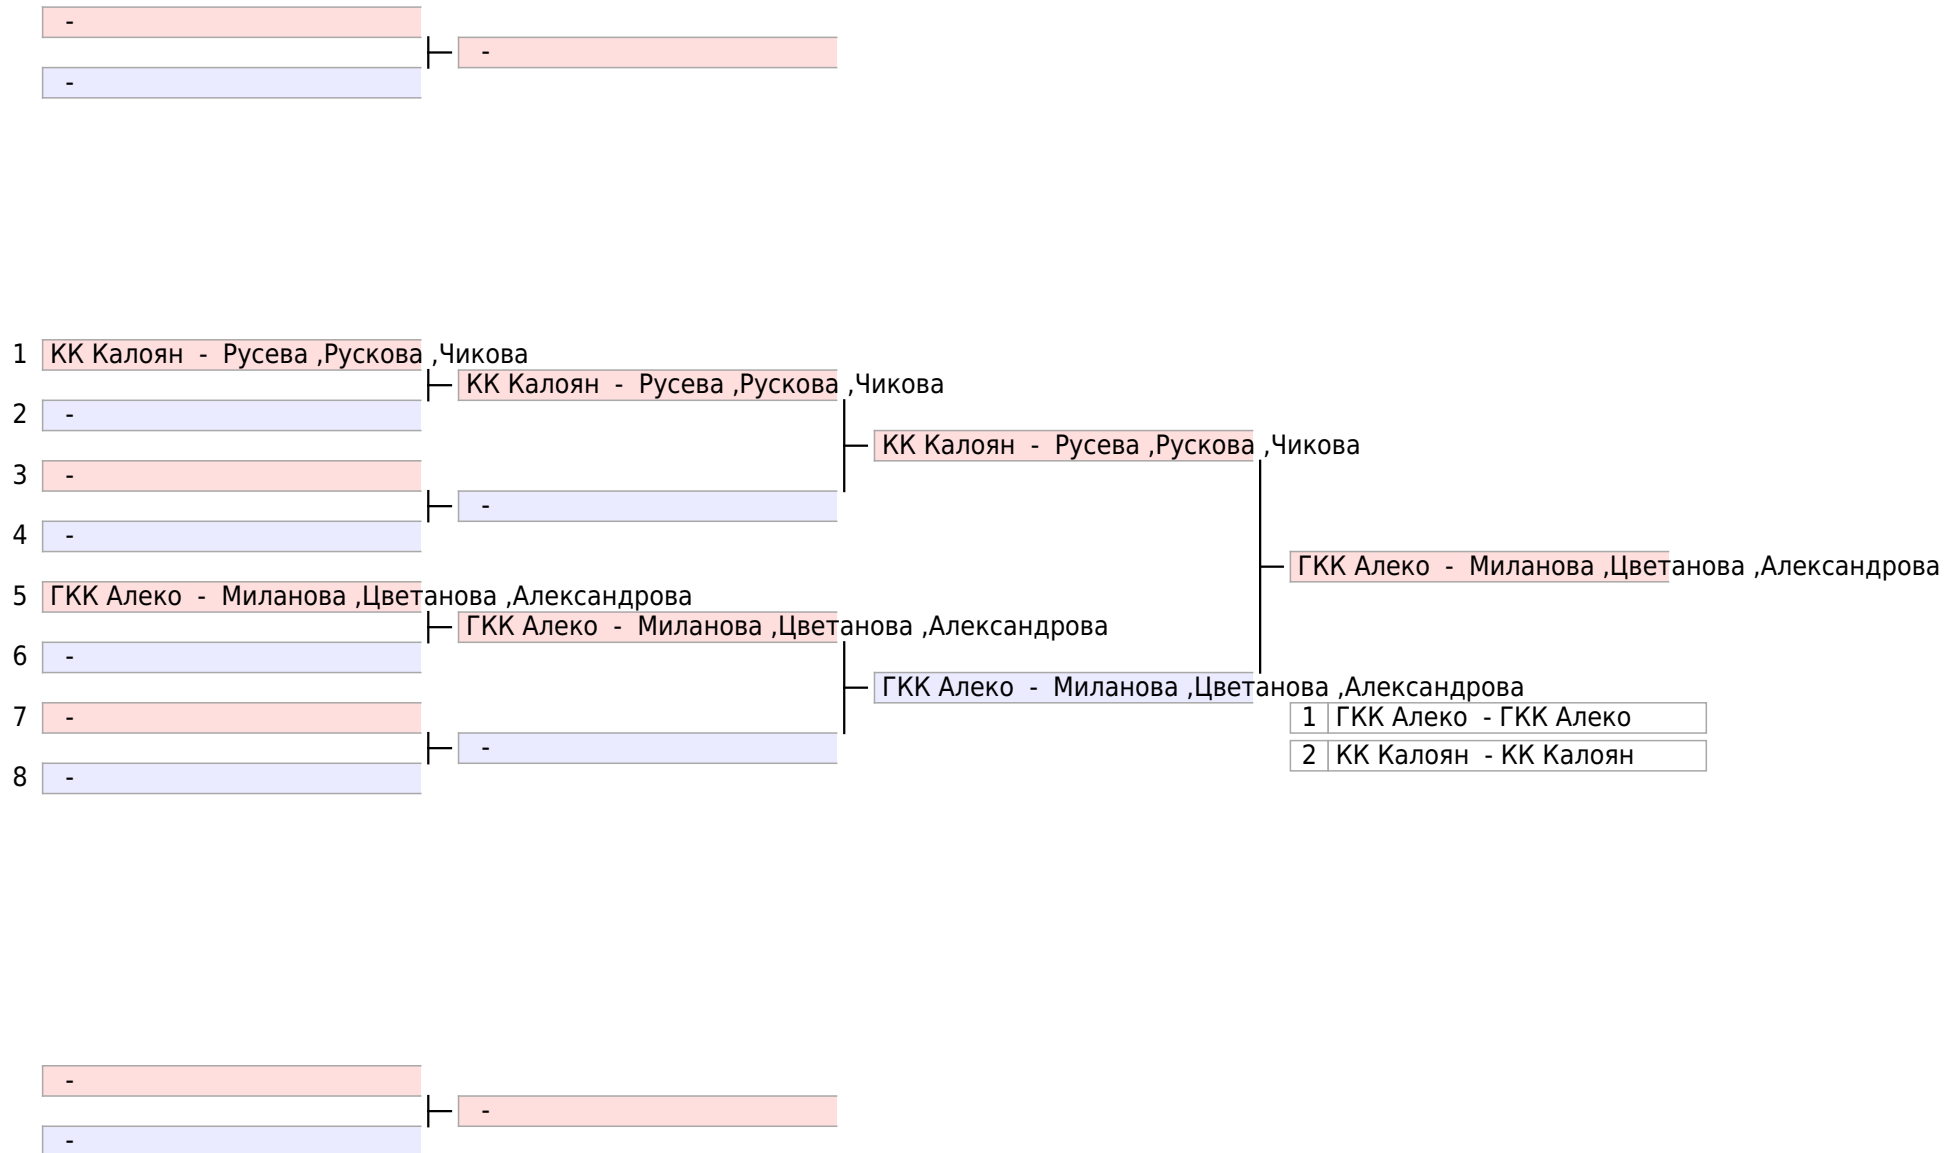 -
-
-
1 КК Калоян - Русева ,Рускова ,Чикова
КК Калоян - Русева ,Рускова ,Чикова
2 -
КК Калоян - Русева ,Рускова ,Чикова
3 -
-
4 -
ГКК Алеко - Миланова ,Цветанова ,Александрова
5 ГКК Алеко - Миланова ,Цветанова ,Александрова
ГКК Алеко - Миланова ,Цветанова ,Александрова
6 -
ГКК Алеко - Миланова ,Цветанова ,Александрова
7 -
1 ГКК Алеко - ГКК Алеко
-
2 КК Калоян - КК Калоян
8 -
-
-
-